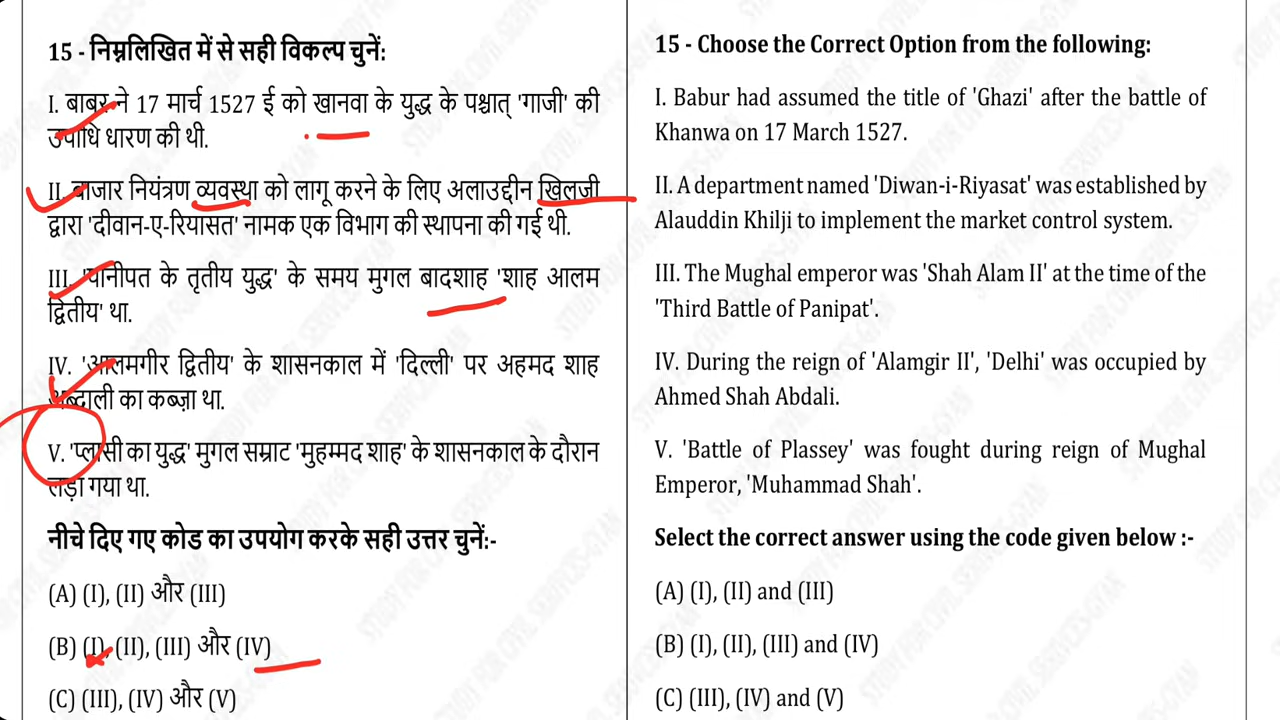 15 - निम्नलिखित में से सही विकल्प चुनें:
I. बाबर ने 17 मार्च 1527 ई को खानवा के युद्ध के पश्चात् 'गाजी' की
उपाधि धारण की थी.
II. बाजार नियंत्रण व्यवस्था को लागू करने के लिए अलाउद्दीन खिलजी
द्वारा 'दीवान-ए-रियासत' नामक एक विभाग की स्थापना की गई थी.
III. 'पानीपत के तृतीय युद्ध' के समय मुगल बादशाह 'शाह आलम
द्वितीय' था.
IV. 'आलमगीर द्वितीय' के शासनकाल में 'दिल्ली' पर अहमद शाह
अब्दाली का कब्ज़ा था.
V. 'प्लासी का युद्ध' मुगल सम्राट 'मुहम्मद शाह' के शासनकाल के दौरान
लड़ा गया था.
नीचे दिए गए कोड का उपयोग करके सही उत्तर चुनें:-
(A) (I), (II) और (III)
(B) (I), (II), (III) और (IV)
(C) (III), (IV) और (V)
15 - Choose the Correct Option from the following:
I. Babur had assumed the title of 'Ghazi' after the battle of
Khanwa on 17 March 1527.
II. A department named 'Diwan-i-Riyasat' was established by
Alauddin Khilji to implement the market control system.
III. The Mughal emperor was 'Shah Alam II' at the time of the
'Third Battle of Panipat'.
IV. During the reign of 'Alamgir II', 'Delhi' was occupied by
Ahmed Shah Abdali.
V. 'Battle of Plassey' was fought during reign of Mughal
Emperor, 'Muhammad Shah'.
Select the correct answer using the code given below :-
(A) (I), (II) and (III)
(B) (I), (II), (III) and (IV)
(C) (III), (IV) and (V)